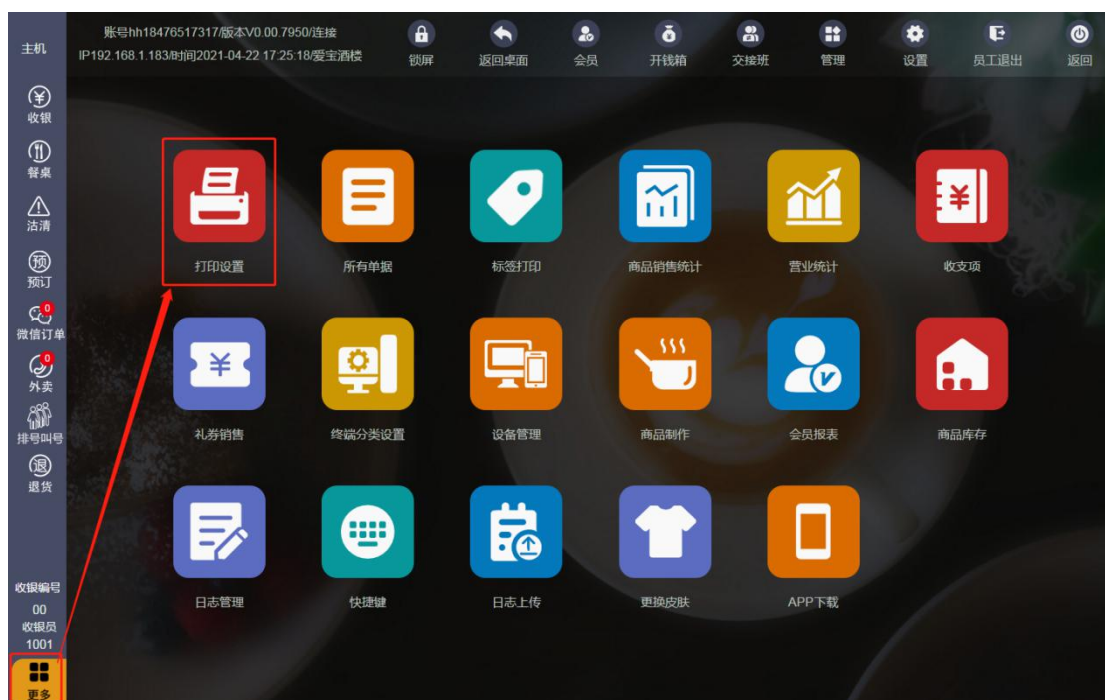 主机
账号hh18476517317/版本V0.00.7950/连接
IP192.168.1.183/时间2021-04-22 17:25:18/爱宝酒楼
锁屏
返回桌面
会员
开钱箱
交接班
管理
设置
员工退出
返回
¥
收银
餐桌
沽清
预
预订
0
微信订单
0
外卖
排号叫号
退
退货
收银编号
00
收银员
1001
更多
打印设置
所有单据
标签打印
商品销售统计
营业统计
¥
收支项
¥
礼券销售
终端分类设置
设备管理
商品制作
V
会员报表
商品库存
日志管理
快捷键
日志上传
更换皮肤
APP下载